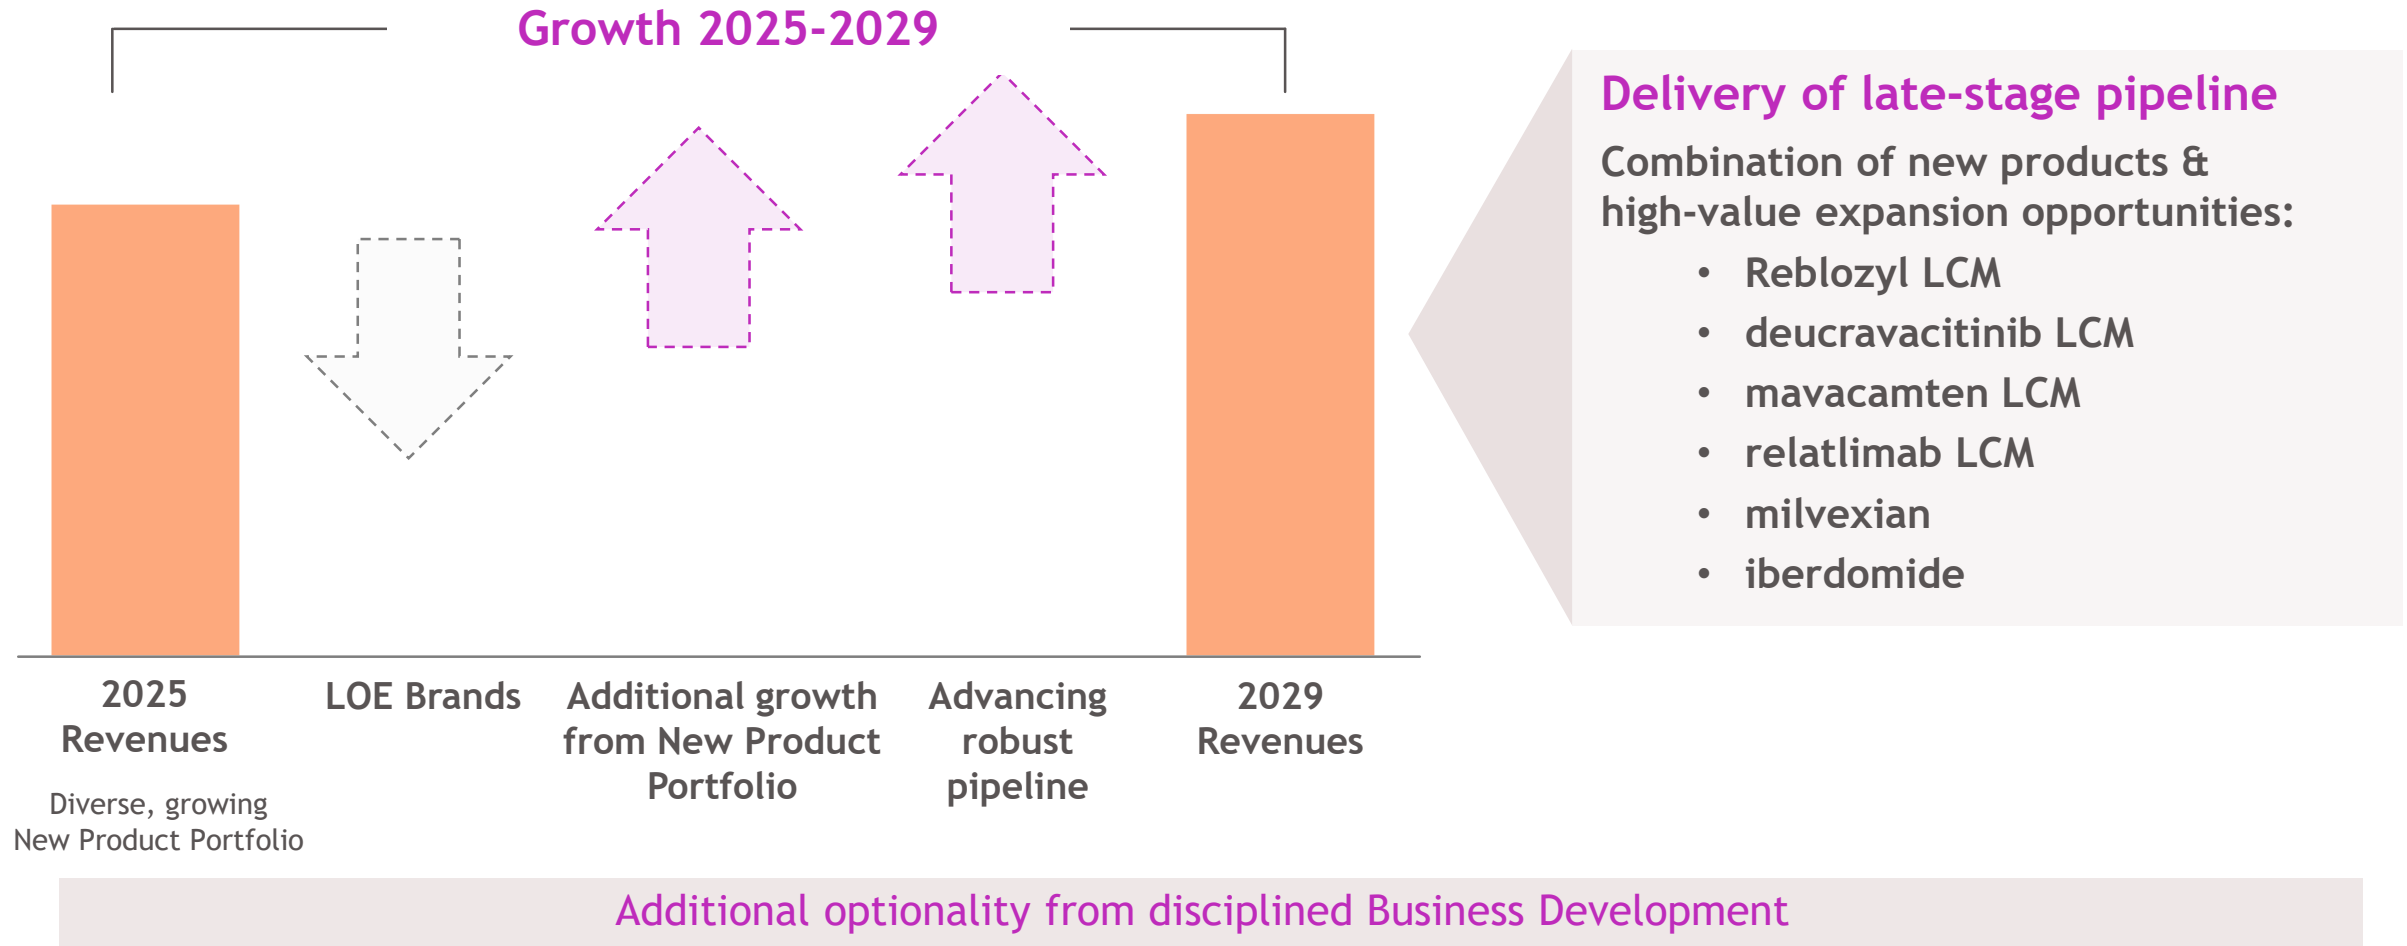 Growth 2025-2029
2025
Revenues
Diverse, growing
New Product Portfolio
LOE Brands
Additional growth
from New Product
Portfolio
Advancing
robust
pipeline
2029
Revenues
Delivery of late-stage pipeline
Combination of new products &
high-value expansion opportunities:
• Reblozyl LCM
• deucravacitinib LCM
• mavacamten LCM
• relatlimab LCM
• milvexian
• iberdomide
Additional optionality from disciplined Business Development